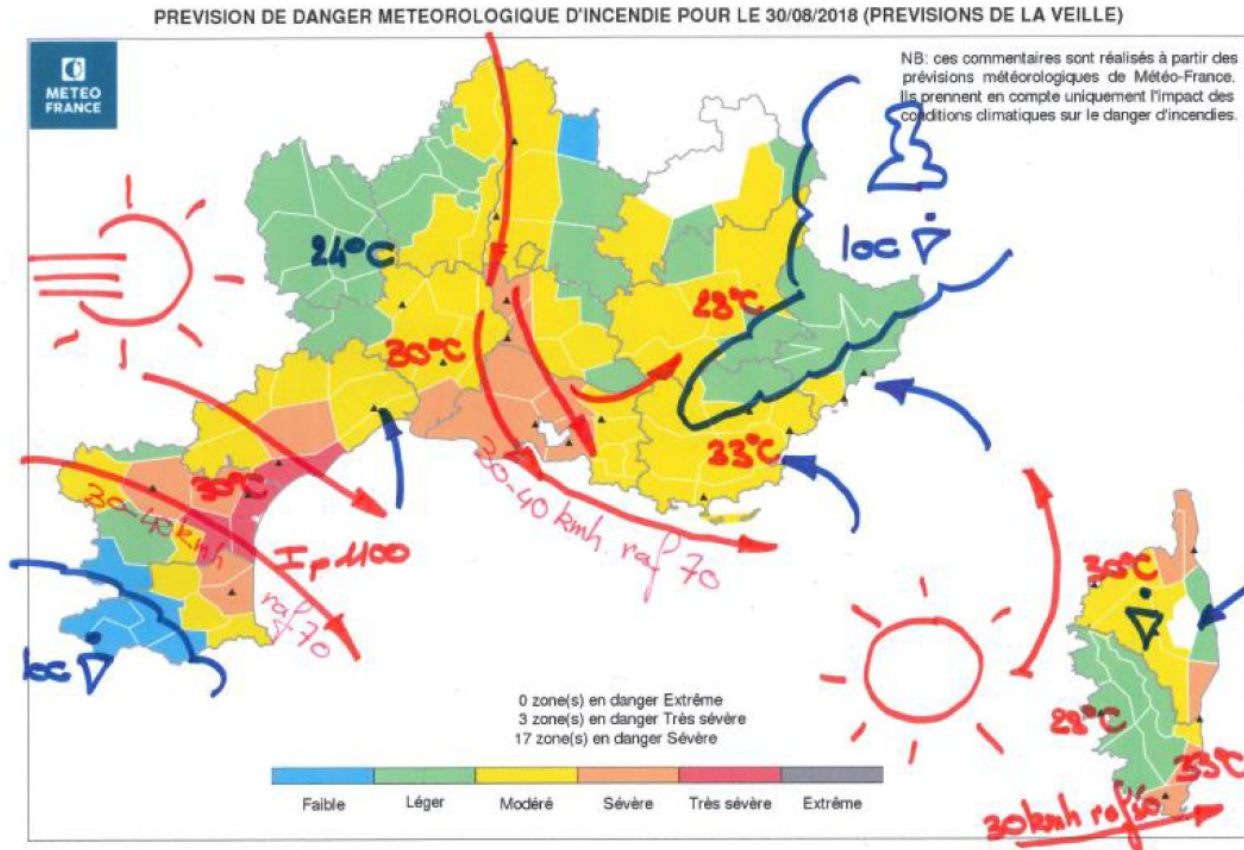 PREVISION DE DANGER METEOROLOGIQUE D'INCENDIE POUR LE 30/08/2018 (PREVISIONS DE LA VEILLE)
METEO
FRANCE
NB: ces commentaires sont réalisés à partir des
prévisions météorologiques de Météo-France.
Ils prennent en compte uniquement l'impact des
conditions climatiques sur le danger d'incendies.
24°C
loc
28°C
30°C
33°C
30°C
30-40 kmh
raf 70
30-40 kmh raf 70
loc
30°C
28°C
33°C
30 kmh
0 zone(s) en danger Extrême
3 zone(s) en danger Très sévère
17 zone(s) en danger Sévère
Faible Léger Modéré Sévère Très sévère Extrême